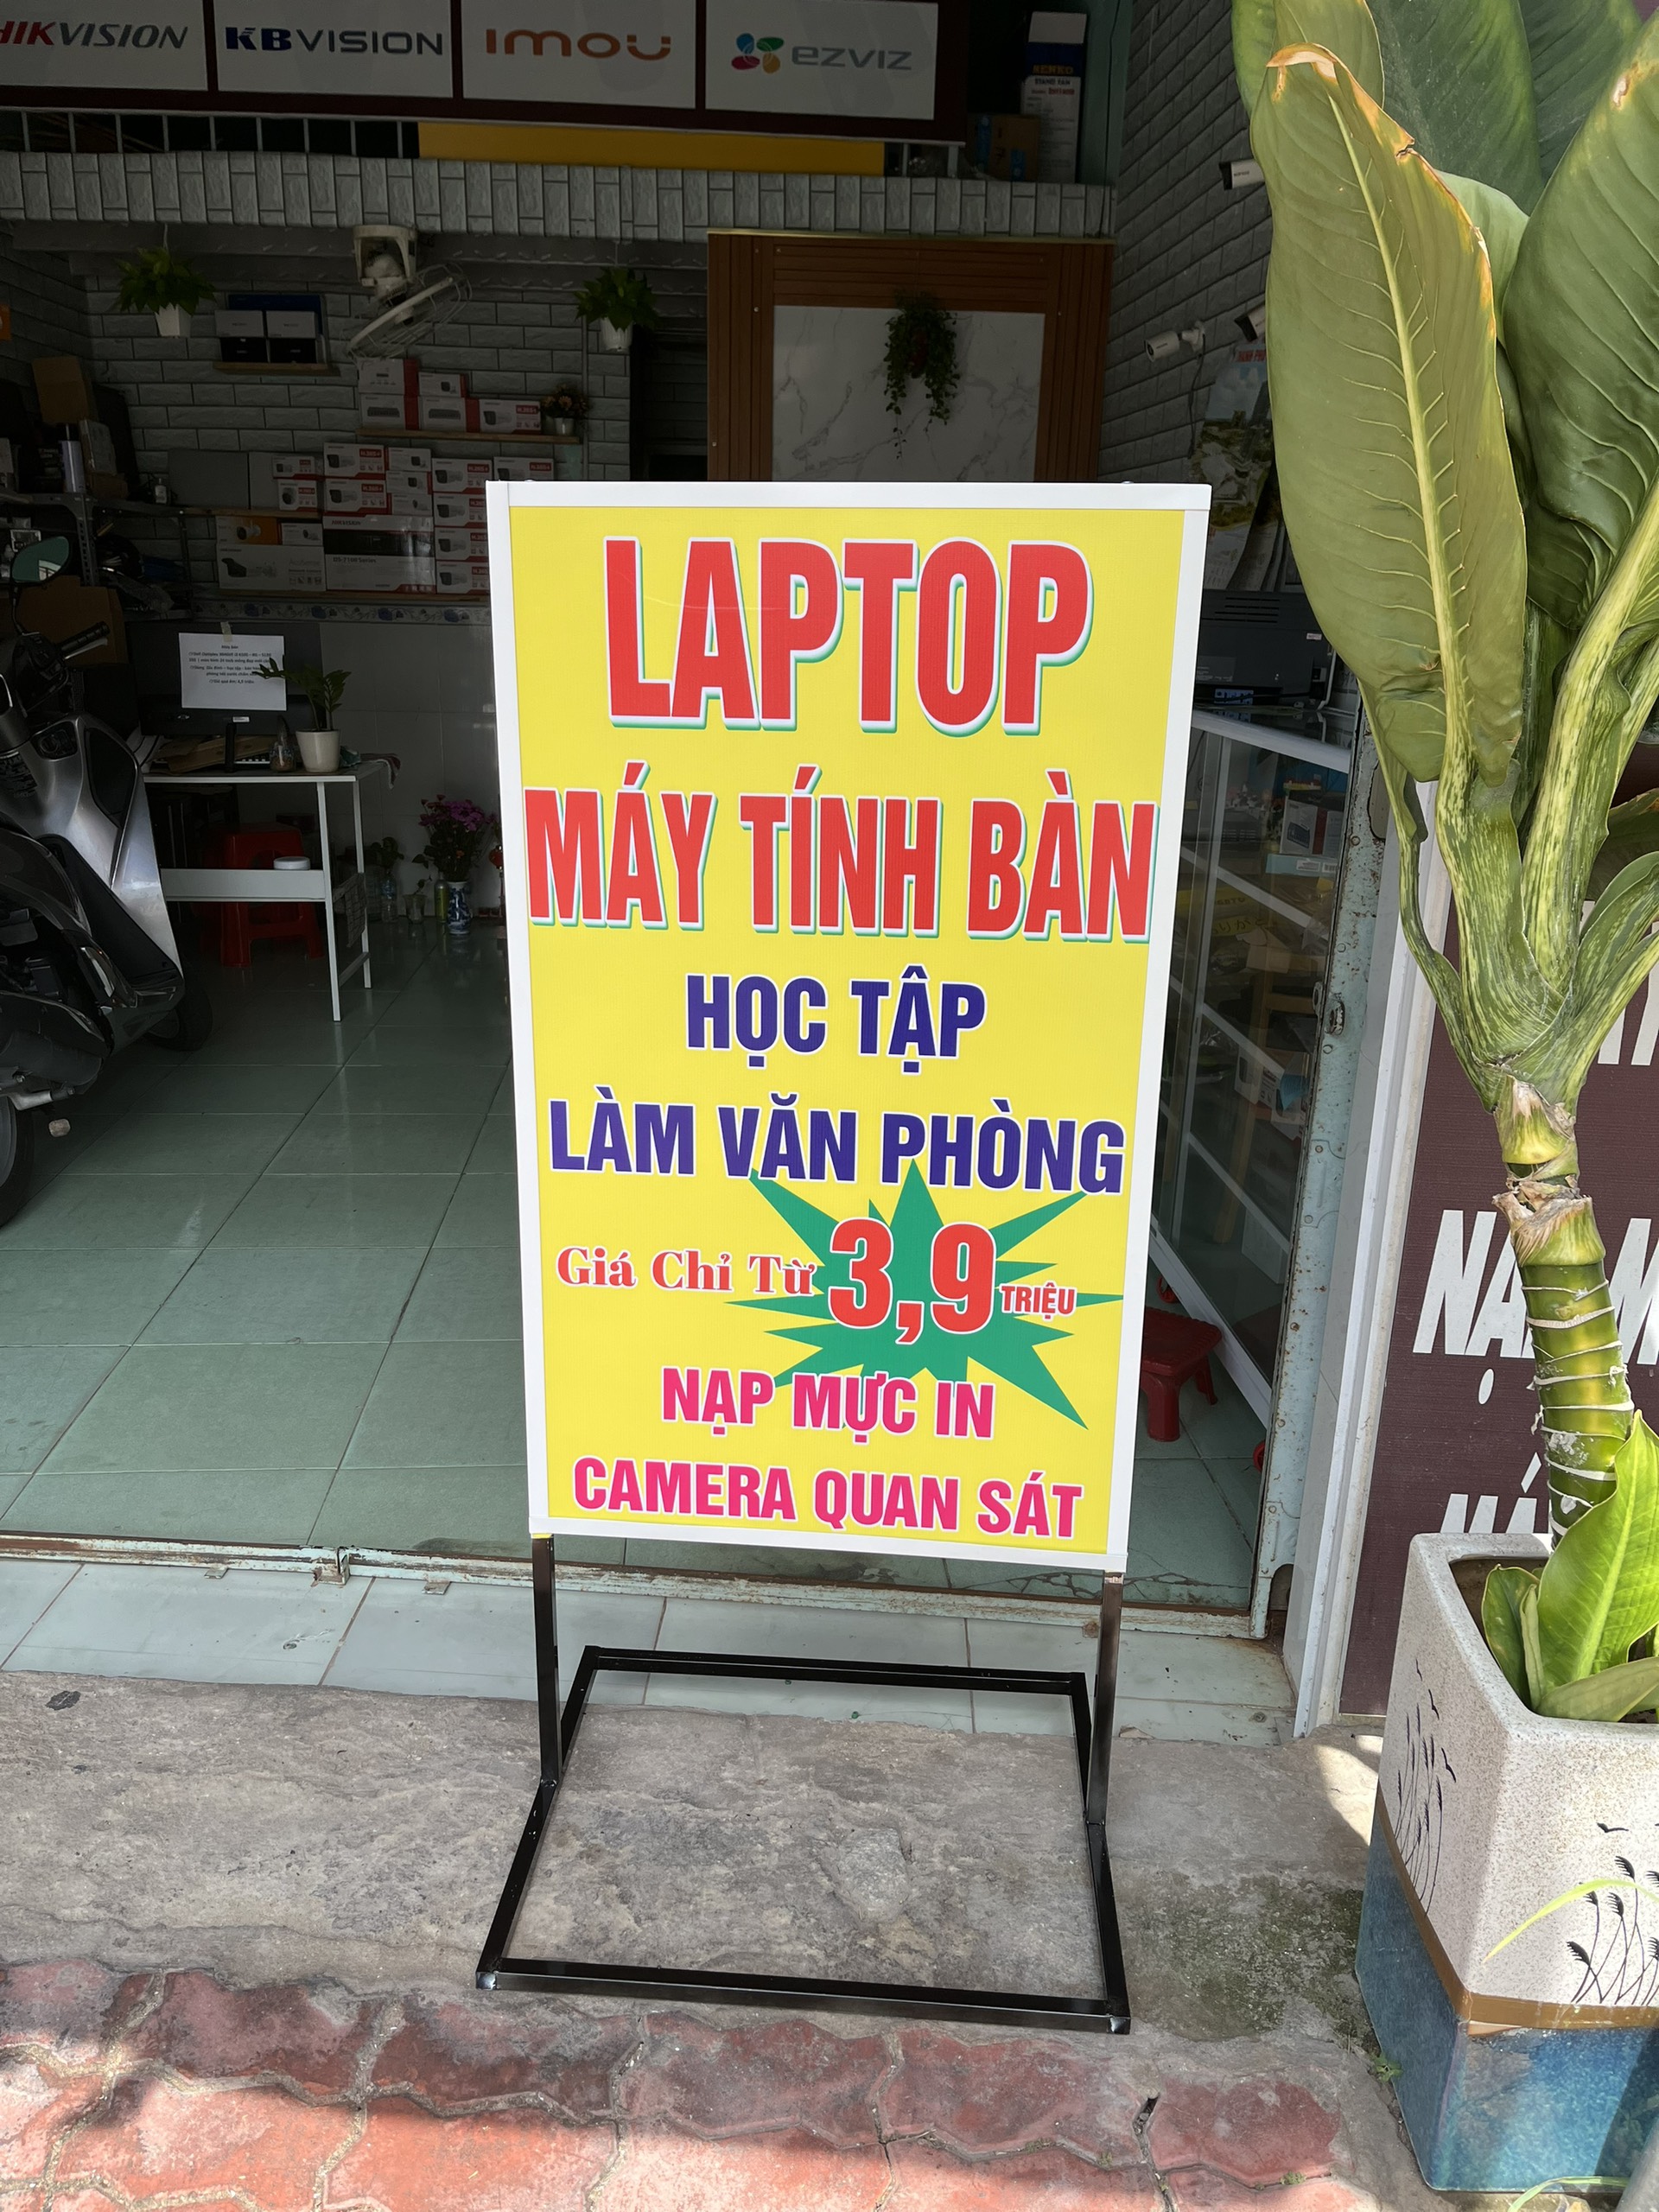 HIKVISION KBVISION imou ezviz
LAPTOP
MÁY TÍNH BÀN
HỌC TẬP
LÀM VĂN PHÒNG
Giá Chỉ Từ 3,9 TRIỆU
NẠP MỰC IN
CAMERA QUAN SÁT
NẠ